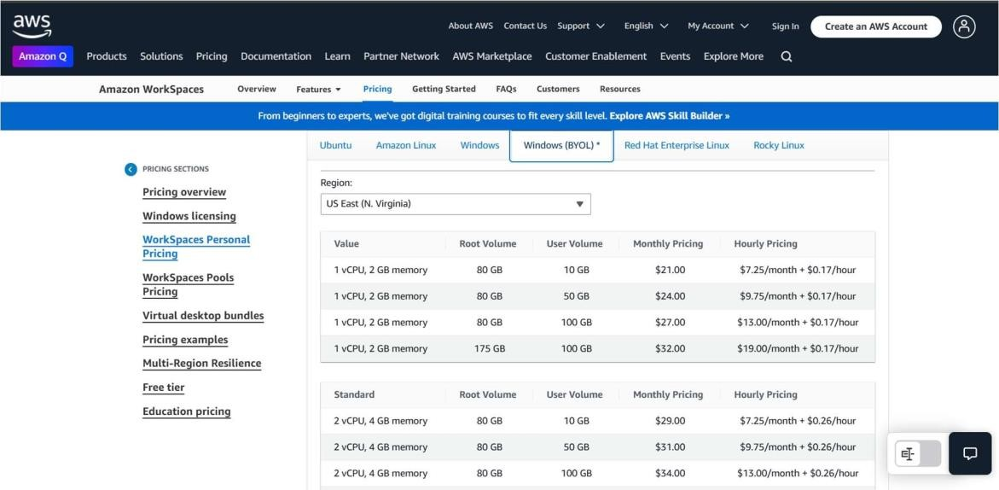 aws
About AWS Contact Us Support English My Account Sign In Create an AWS Account
Amazon Q Products Solutions Pricing Documentation Learn Partner Network AWS Marketplace Customer Enablement Events Explore More
Amazon WorkSpaces Overview Features Pricing Getting Started FAQs Customers Resources
From beginners to experts, we've got digital training courses to fit every skill level. Explore AWS Skill Builder »
PRICING SECTIONS
Pricing overview
Windows licensing
WorkSpaces Personal
Pricing
WorkSpaces Pools
Pricing
Virtual desktop bundles
Pricing examples
Multi-Region Resilience
Free tier
Education pricing
Ubuntu Amazon Linux Windows Windows (BYOL) * Red Hat Enterprise Linux Rocky Linux
Region:
US East (N. Virginia)
Value Root Volume User Volume Monthly Pricing Hourly Pricing
1 vCPU, 2 GB memory 80 GB 10 GB $21.00 $7.25/month + $0.17/hour
1 vCPU, 2 GB memory 80 GB 50 GB $24.00 $9.75/month + $0.17/hour
1 vCPU, 2 GB memory 80 GB 100 GB $27.00 $13.00/month + $0.17/hour
1 vCPU, 2 GB memory 175 GB 100 GB $32.00 $19.00/month + $0.17/hour
Standard Root Volume User Volume Monthly Pricing Hourly Pricing
2 vCPU, 4 GB memory 80 GB 10 GB $29.00 $7.25/month + $0.26/hour
2 vCPU, 4 GB memory 80 GB 50 GB $31.00 $9.75/month + $0.26/hour
2 vCPU, 4 GB memory 80 GB 100 GB $34.00 $13.00/month + $0.26/hour